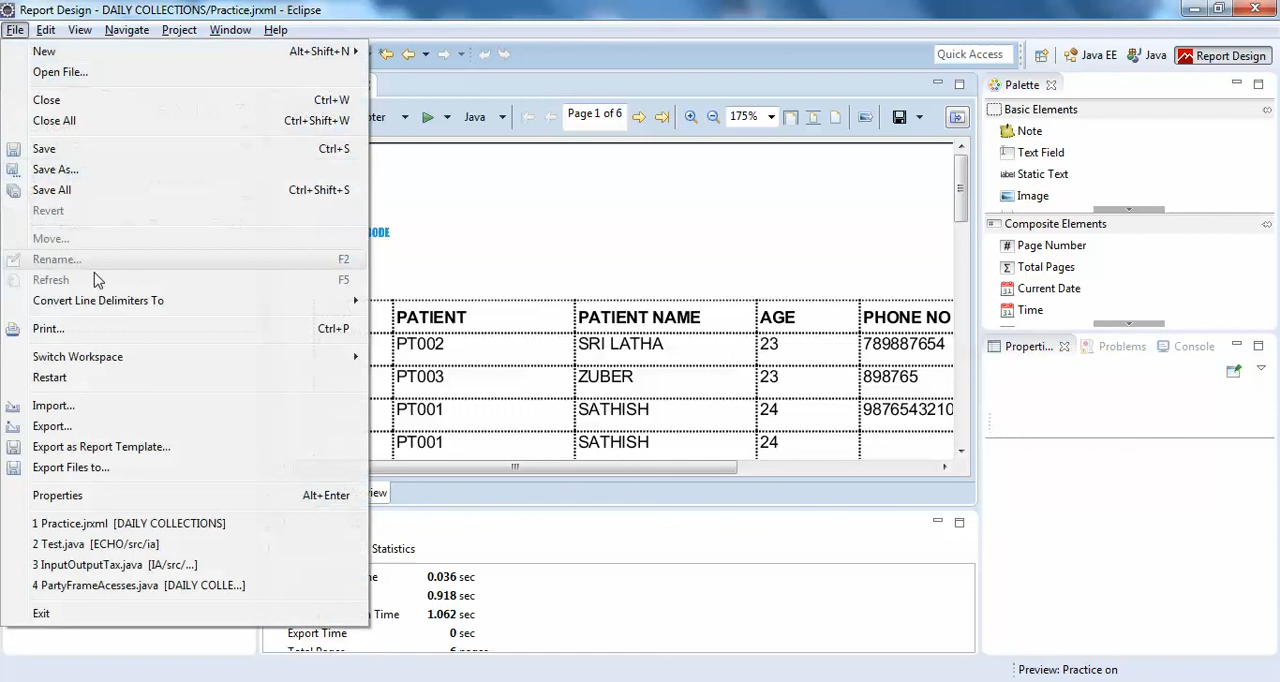 Report Design - DAILY COLLECTIONS/Practice.jrxml - Eclipse
File Edit View Navigate Project Window Help
New Alt+Shift+N
Open File...
Close Ctrl+W
Close All Ctrl+Shift+W
Save Ctrl+S
Save As...
Save All Ctrl+Shift+S
Revert
Move...
Rename... F2
Refresh F5
Convert Line Delimiters To
Print... Ctrl+P
Switch Workspace
Restart
Import...
Export...
Export as Report Template...
Export Files to...
Properties Alt+Enter
1 Practice.jrxml [DAILY COLLECTIONS]
2 Test.java [ECHO/src/ia]
3 InputOutputTax.java [IA/src/...]
4 PartyFrameAcesses.java [DAILY COLLE...]
Exit
Quick Access Java EE Java Report Design
Java Page 1 of 6 175%
PATIENT PATIENT NAME AGE PHONE NO
PT002 SRI LATHA 23 789887654
PT003 ZUBER 23 898765
PT001 SATHISH 24 9876543210
PT001 SATHISH 24
Statistics
0.036 sec
0.918 sec
Time 1.062 sec
Export Time 0 sec
Palette
Basic Elements
Note
Text Field
label Static Text
Image
Composite Elements
# Page Number
Σ Total Pages
Current Date
Time
Properti... Problems Console
Preview: Practice on